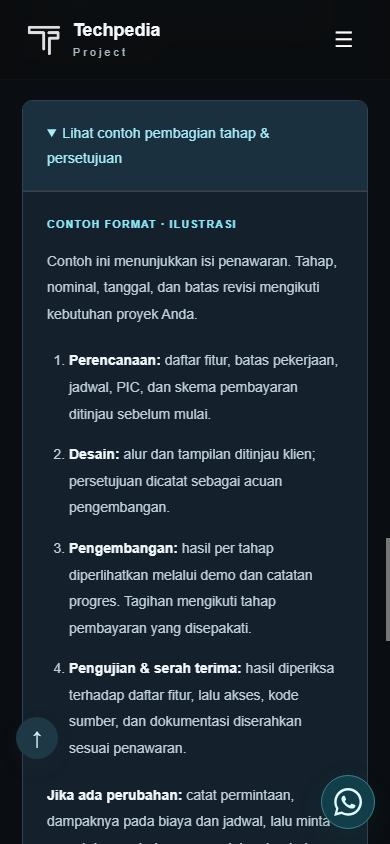 Techpedia
Project
▼ Lihat contoh pembagian tahap &
persetujuan
CONTOH FORMAT · ILUSTRASI
Contoh ini menunjukkan isi penawaran. Tahap,
nominal, tanggal, dan batas revisi mengikuti
kebutuhan proyek Anda.
1. Perencanaan: daftar fitur, batas pekerjaan,
jadwal, PIC, dan skema pembayaran
ditinjau sebelum mulai.
2. Desain: alur dan tampilan ditinjau klien;
persetujuan dicatat sebagai acuan
pengembangan.
3. Pengembangan: hasil per tahap
diperlihatkan melalui demo dan catatan
progres. Tagihan mengikuti tahap
pembayaran yang disepakati.
4. Pengujian & serah terima: hasil diperiksa
terhadap daftar fitur, lalu akses, kode
sumber, dan dokumentasi diserahkan
sesuai penawaran.
Jika ada perubahan: catat permintaan,
dampaknya pada biaya dan jadwal, lalu minta